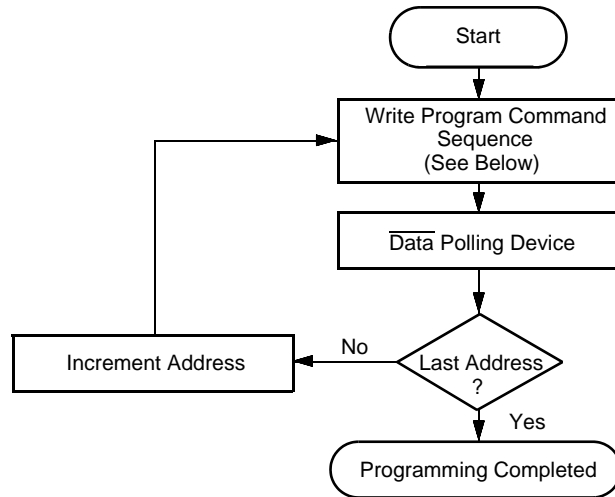 Start
Write Program Command
Sequence
(See Below)
Data Polling Device
Increment Address
No
Last Address
?
Yes
Programming Completed